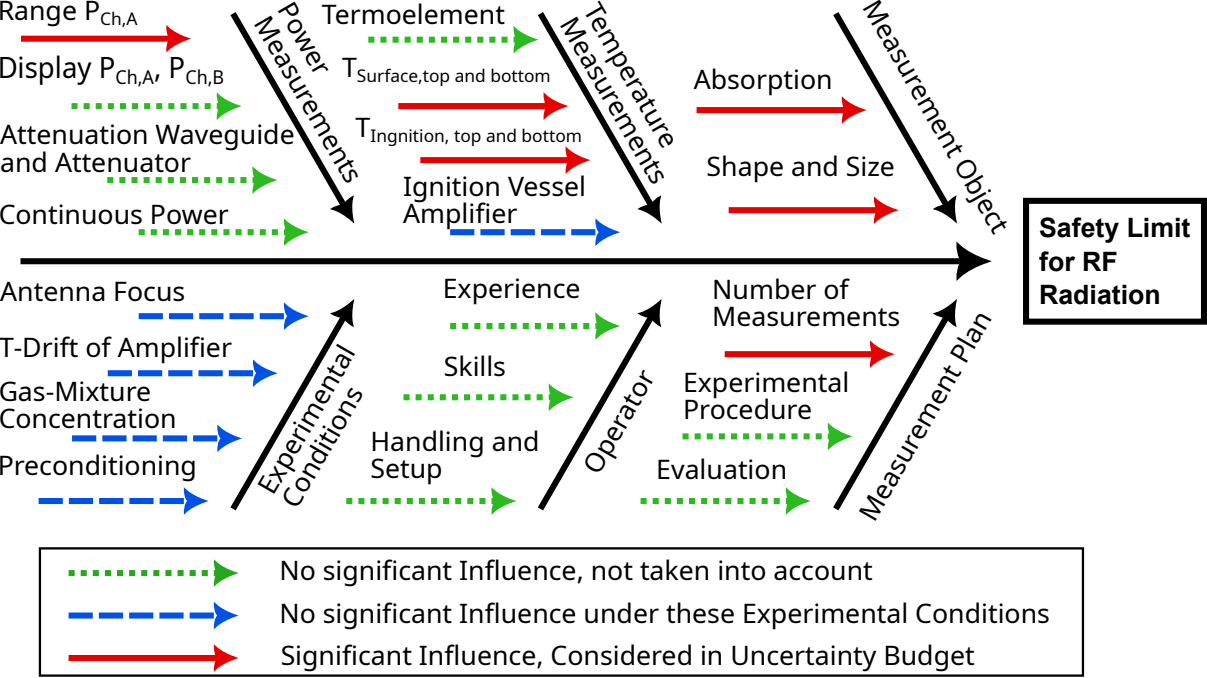 Range P_Ch,A
Display P_Ch,A, P_Ch,B
Attenuation Waveguide
and Attenuator
Continuous Power
Power
Measurements
Termoelement
T_Surface,top and bottom
T_Ingnition, top and bottom
Ignition Vessel
Amplifier
Temperature
Measurements
Absorption
Shape and Size
Measurement Object
Safety Limit
for RF
Radiation
Antenna Focus
T-Drift of Amplifier
Gas-Mixture
Concentration
Preconditioning
Experimental
Conditions
Experience
Skills
Handling and
Setup
Operator
Number of
Measurements
Experimental
Procedure
Evaluation
Measurement Plan
No significant Influence, not taken into account
No significant Influence under these Experimental Conditions
Significant Influence, Considered in Uncertainty Budget